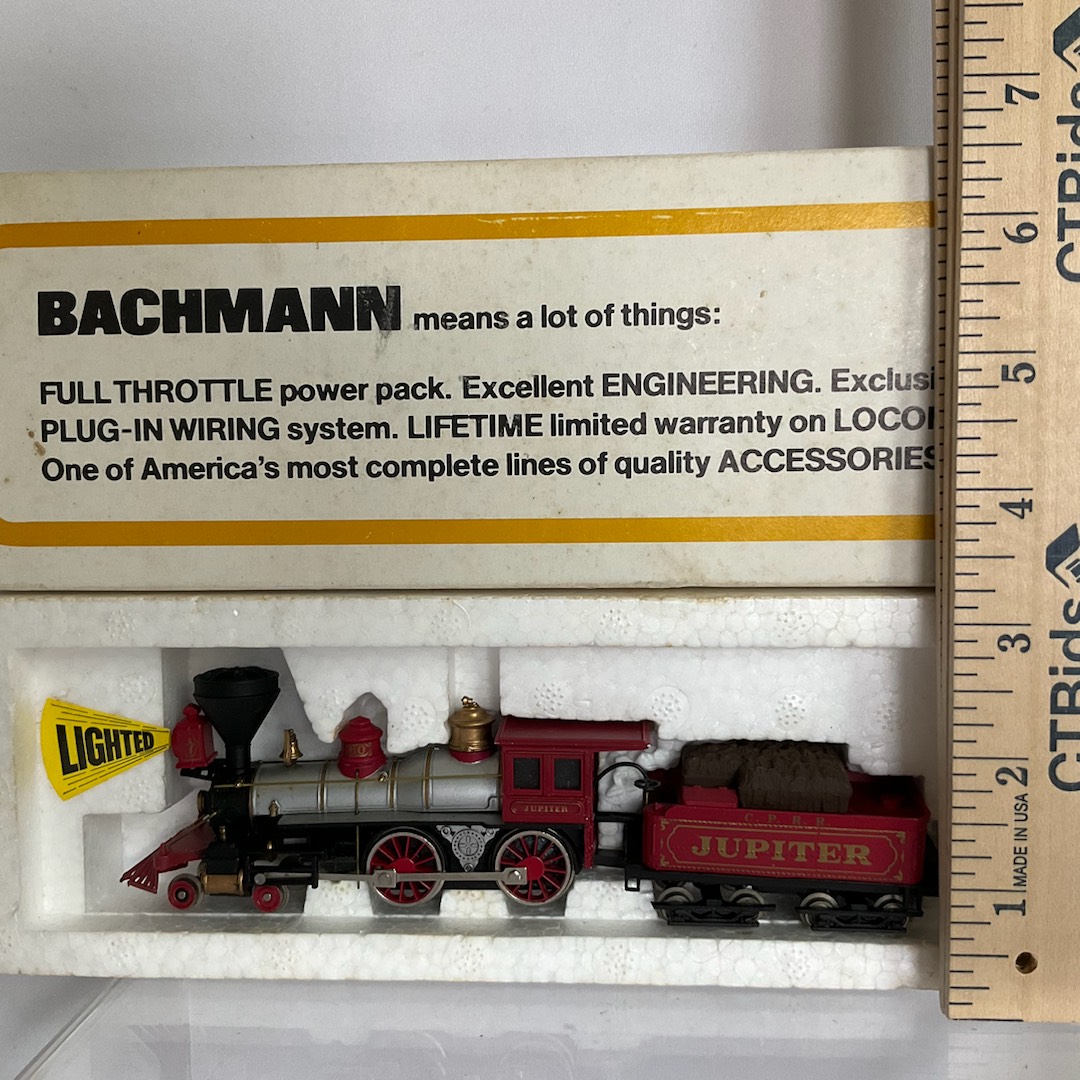 BACHMANN means a lot of things:
FULL THROTTLE power pack. Excellent ENGINEERING. Exclusi
PLUG-IN WIRING system. LIFETIME limited warranty on LOCO
One of America's most complete lines of quality ACCESSORIES
LIGHTED
JUPITER
C.P.R.R.
JUPITER
7
6
5
4
3
2
1
MADE IN USA
CTBids
CTBids